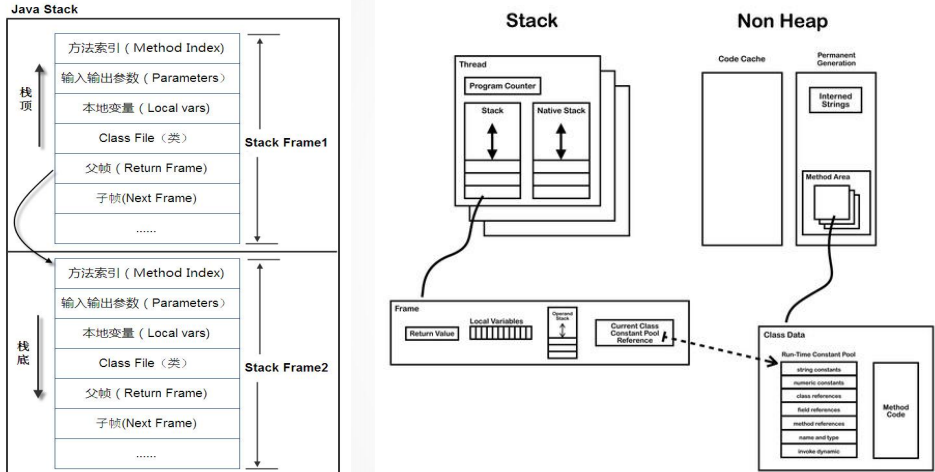 Java Stack
方法索引 ( Method Index)
输入输出参数 ( Parameters)
本地变量 ( Local vars)
Class File（类）
父帧 ( Return Frame)
子帧(Next Frame)
......
栈
顶
Stack Frame1
方法索引 ( Method Index)
输入输出参数 ( Parameters)
本地变量 ( Local vars)
Class File（类）
父帧 ( Return Frame)
子帧(Next Frame)
......
栈
底
Stack Frame2
Stack
Thread
Program Counter
Stack
Native Stack
Non Heap
Code Cache
Permanent
Generation
Interned
Strings
Method Area
Frame
Return Value
Local Variables
Operand
Stack
Current Class
Constant Pool
Reference
Class Data
Run-Time Constant Pool
string constants
numeric constants
class references
field references
method references
name and type
invoke dynamic
Method
Code